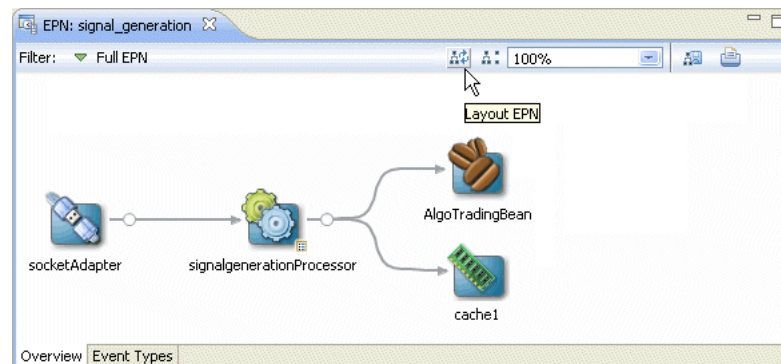 EPN: signal_generation
Filter: Full EPN 100%
Layout EPN
AlgoTradingBean
socketAdapter signalgenerationProcessor
cache1
Overview Event Types